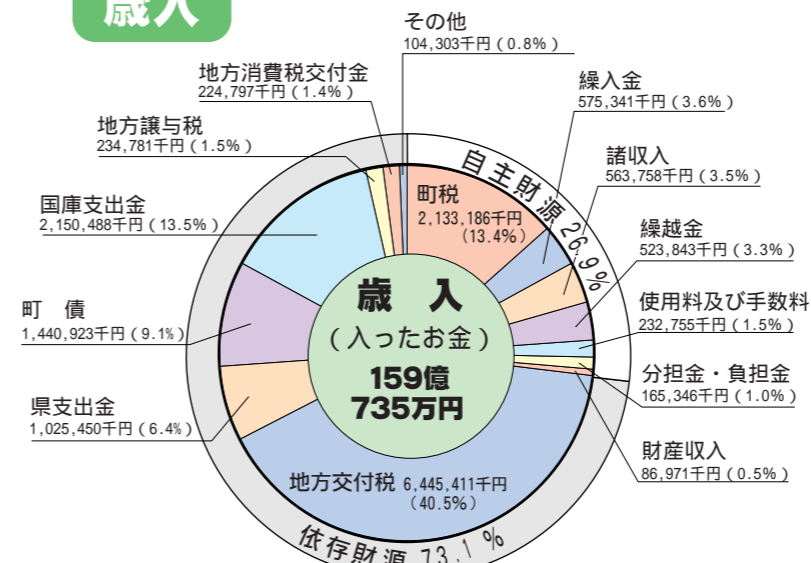 歳入
その他
104,303千円（0.8%）
地方消費税交付金
224,797千円（1.4%）
繰入金
575,341千円（3.6%）
地方譲与税
234,781千円（1.5%）
諸収入
563,758千円（3.5%）
国庫支出金
2,150,488千円（13.5%）
繰越金
523,843千円（3.3%）
町　債
1,440,923千円（9.1%）
使用料及び手数料
232,755千円（1.5%）
県支出金
1,025,450千円（6.4%）
分担金・負担金
165,346千円（1.0%）
財産収入
86,971千円（0.5%）
自主財源 26.9%
町税
2,133,186千円
（13.4%）
歳　入
（入ったお金）
159億
735万円
地方交付税 6,445,411千円
（40.5%）
依存財源 73.1%